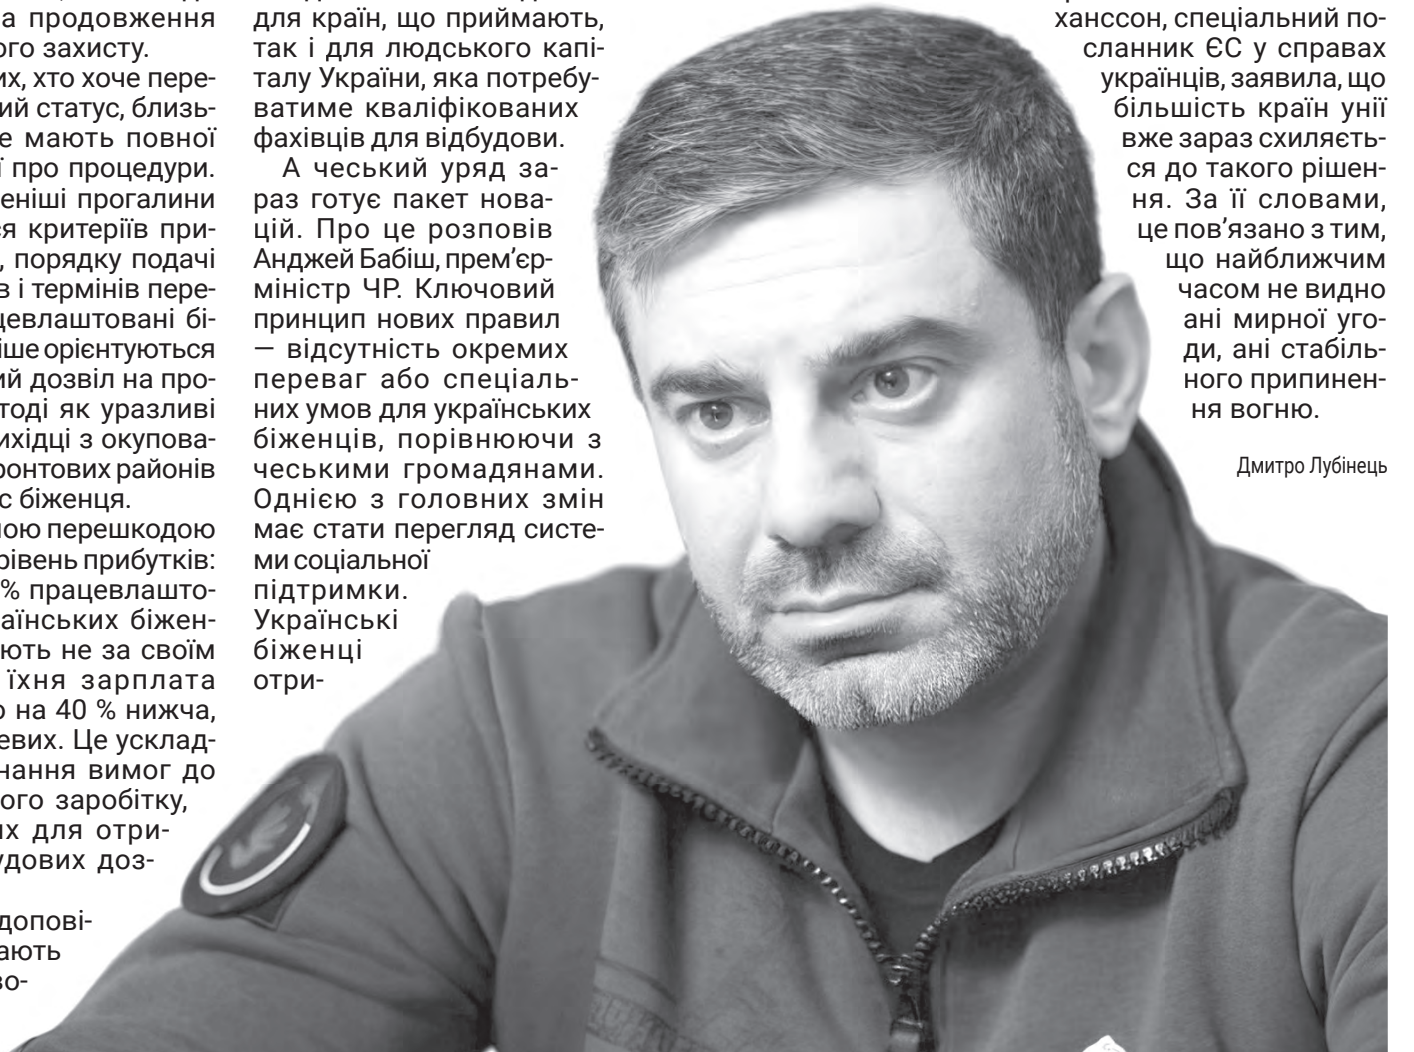 а продовження
ого захисту.
их, хто хоче пере-
ий статус, близь-
е мають повної
ї про процедури.
еніші прогалини
ся критеріїв при-
, порядку подачі
в і термінів пере-
цевлаштовані бі-
іше орієнтуються
ий дозвіл на про-
тоді як уразливі
ихідці з окупова-
ронтових районів
с біженця.
ною перешкодою
рівень прибутків:
% працевлашто-
аїнських біжен-
ють не за своїм
їхня зарплата
о на 40 % нижча,
евих. Це усклад-
нання вимог до
ого заробітку,
их для отри-
удових доз-
допові-
ають
зо-
для країн, що приймають,
так і для людського капі-
талу України, яка потребу-
ватиме кваліфікованих
фахівців для відбудови.
А чеський уряд за-
раз готує пакет нова-
цій. Про це розповів
Анджей Бабіш, прем’єр-
міністр ЧР. Ключовий
принцип нових правил
— відсутність окремих
переваг або спеціаль-
них умов для українських
біженців, порівнюючи з
чеськими громадянами.
Однією з головних змін
має стати перегляд систе-
ми соціальної
підтримки.
Українські
біженці
отри-
ханссон, спеціальний по-
сланник ЄС у справах
українців, заявила, що
більшість країн унії
вже зараз схиляєть-
ся до такого рішен-
ня. За її словами,
це пов’язано з тим,
що найближчим
часом не видно
ані мирної уго-
ди, ані стабіль-
ного припинен-
ня вогню.
Дмитро Лубінець